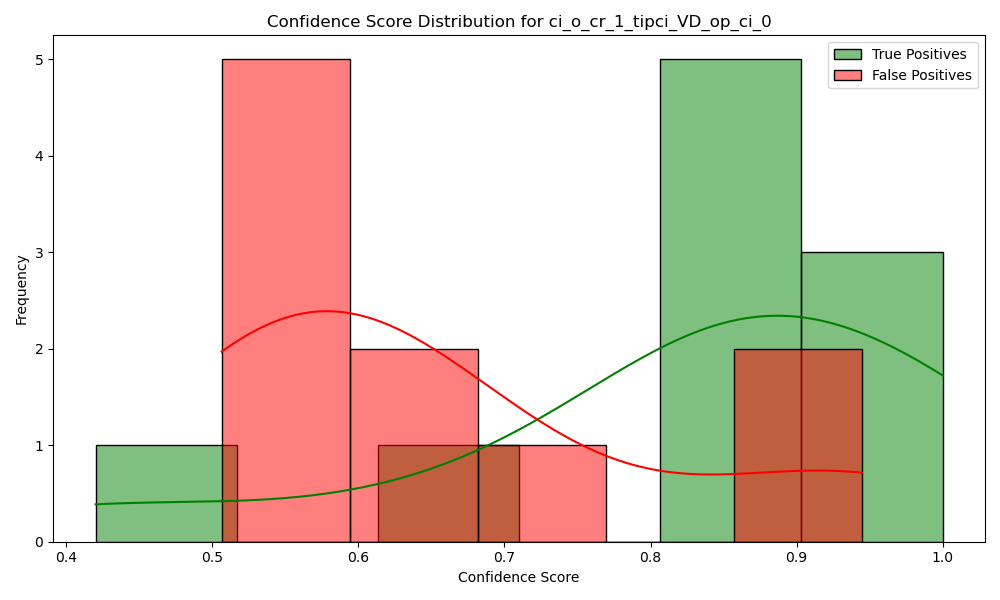 Confidence Score Distribution for ci_o_cr_1_tipci_VD_op_ci_0
True Positives
False Positives
Frequency
5
4
3
2
1
0
0.4 0.5 0.6 0.7 0.8 0.9 1.0
Confidence Score